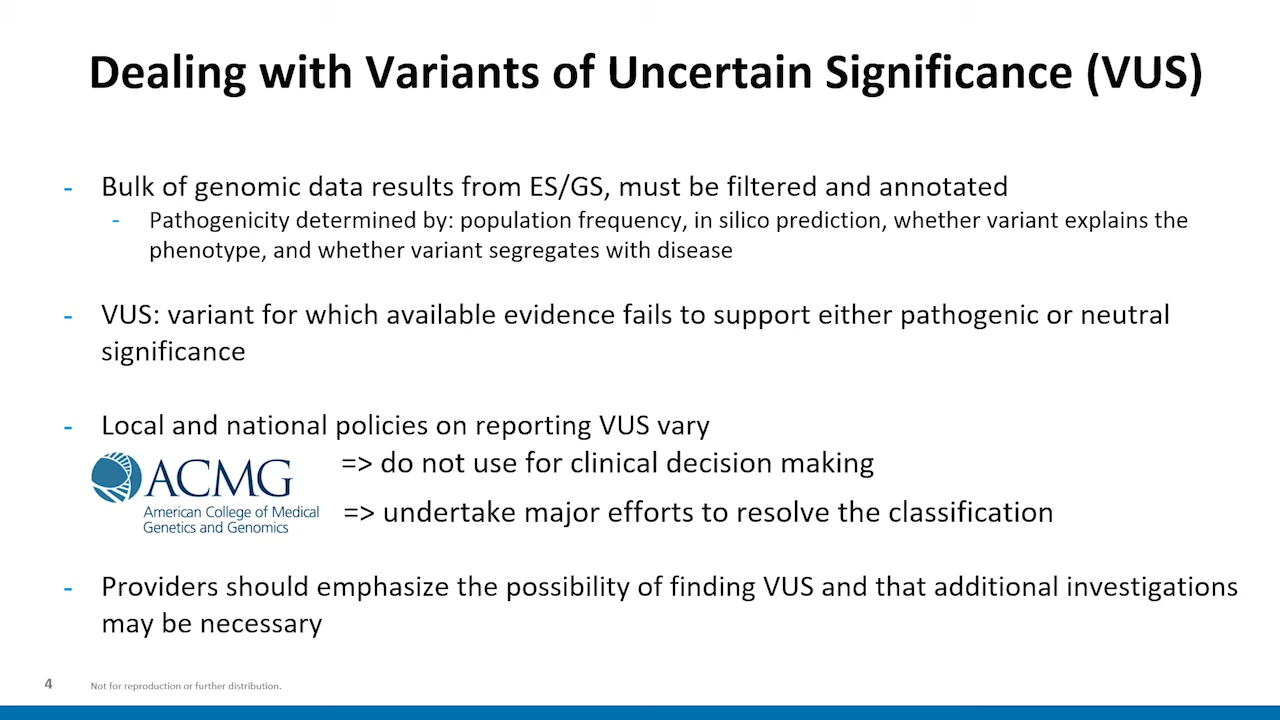 Dealing with Variants of Uncertain Significance (VUS)
- Bulk of genomic data results from ES/GS, must be filtered and annotated
- Pathogenicity determined by: population frequency, in silico prediction, whether variant explains the
phenotype, and whether variant segregates with disease
- VUS: variant for which available evidence fails to support either pathogenic or neutral
significance
- Local and national policies on reporting VUS vary
ACMG
American College of Medical
Genetics and Genomics
=> do not use for clinical decision making
=> undertake major efforts to resolve the classification
- Providers should emphasize the possibility of finding VUS and that additional investigations
may be necessary
4
Not for reproduction or further distribution.